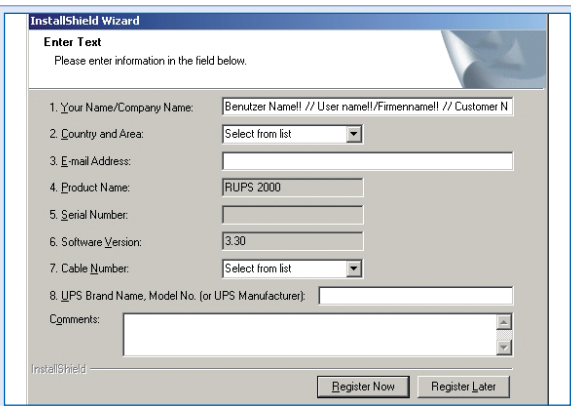 InstallShield Wizard
Enter Text
Please enter information in the field below.
1. Your Name/Company Name: Benutzer Name!! // User name!!/Firmenname!! // Customer N
2. Country and Area: Select from list
3. E-mail Address:
4. Product Name: RUPS 2000
5. Serial Number:
6. Software Version: 3.30
7. Cable Number: Select from list
8. UPS Brand Name, Model No. (or UPS Manufacturer):
Comments:
InstallShield
Register Now Register Later